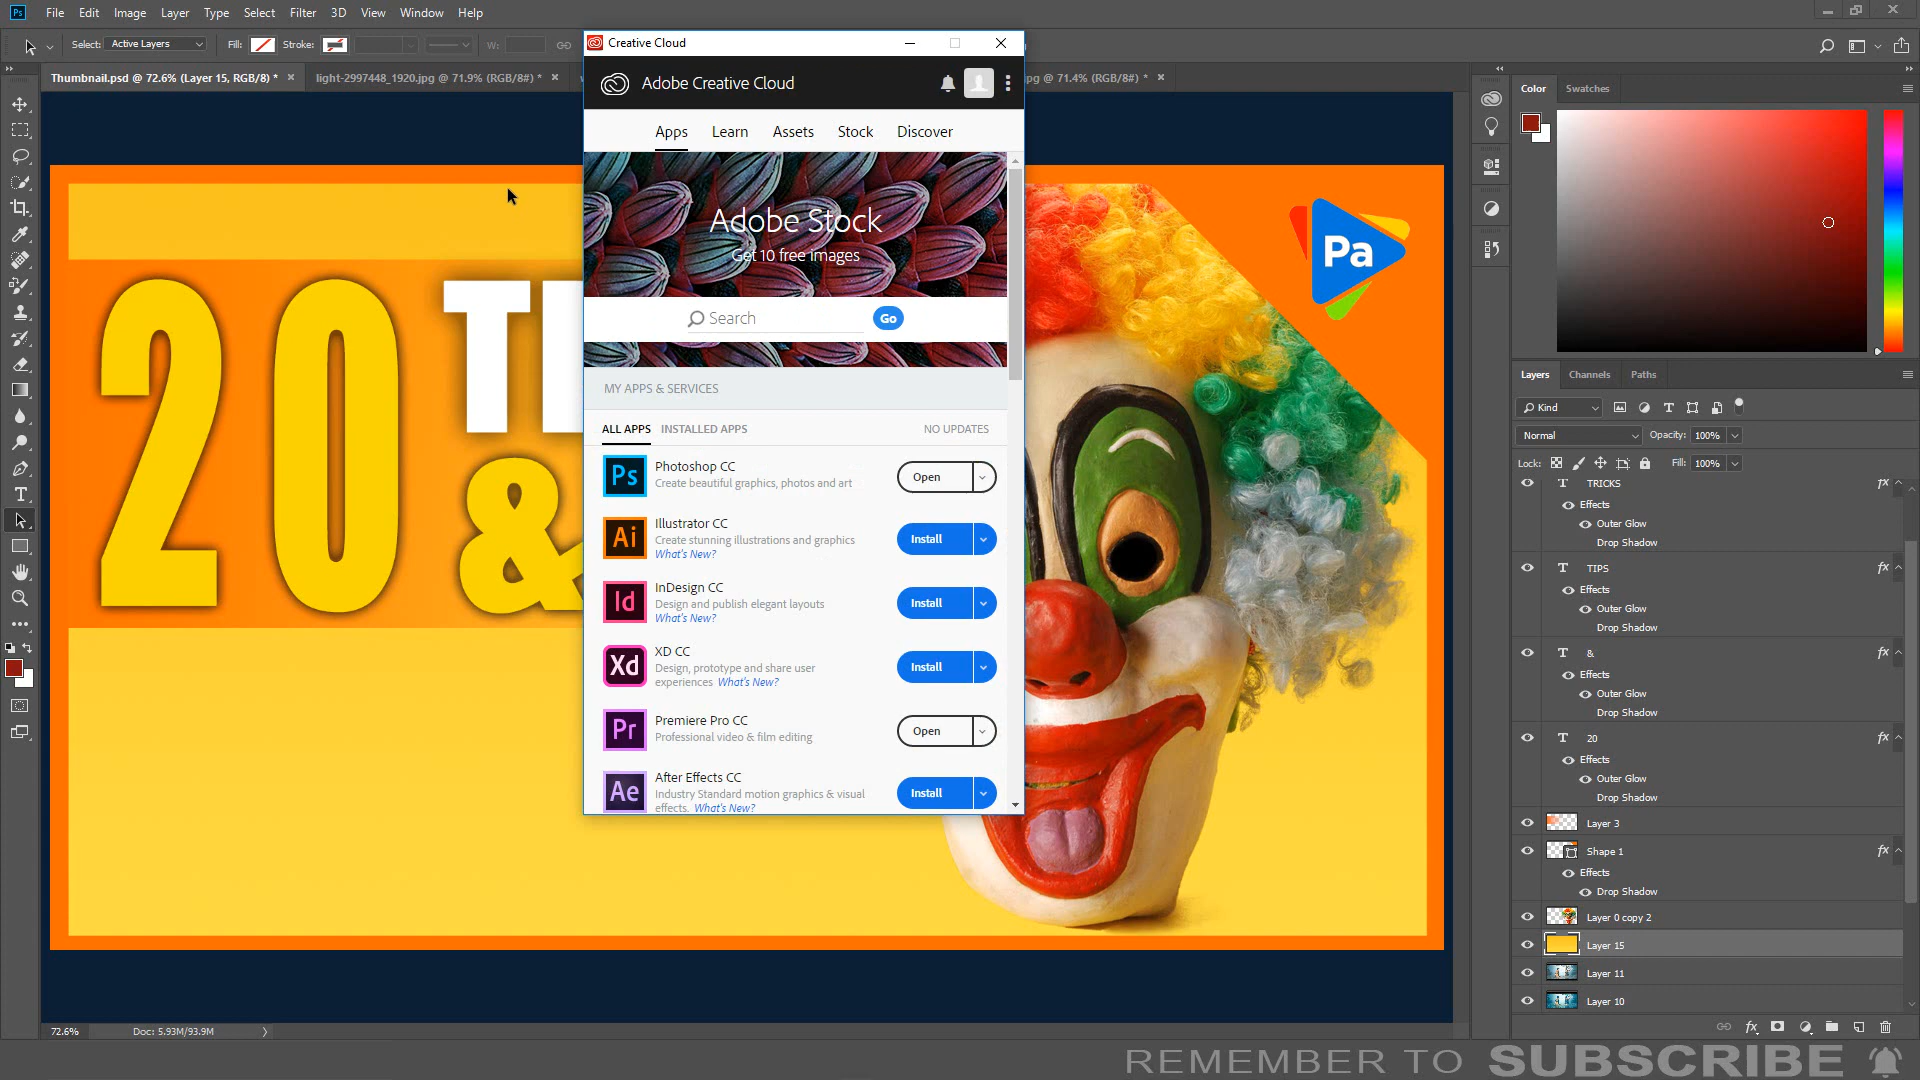 Ps File Edit Image Layer Type Select Filter 3D View Window Help
Select: Active Layers Fill: Stroke: W:
Thumbnail.psd @ 72.6% (Layer 15, RGB/8) * × light-2997448_1920.jpg @ 71.9% (RGB/8#) * × pg @ 71.4% (RGB/8#) * ×
Creative Cloud
Adobe Creative Cloud
Apps Learn Assets Stock Discover
Adobe Stock
Get 10 free images
Search Go
MY APPS & SERVICES
ALL APPS INSTALLED APPS NO UPDATES
Ps Photoshop CC
Create beautiful graphics, photos and art
Open
Ai Illustrator CC
Create stunning illustrations and graphics
What's New?
Install
Id InDesign CC
Design and publish elegant layouts
What's New?
Install
Xd XD CC
Design, prototype and share user
experiences What's New?
Install
Pr Premiere Pro CC
Professional video & film editing
Open
Ae After Effects CC
Industry Standard motion graphics & visual
effects. What's New?
Install
20
&
Pa
Color Swatches
Layers Channels Paths
Kind
Normal Opacity: 100%
Lock: Fill: 100%
T TRICKS fx
Effects
Outer Glow
Drop Shadow
T TIPS fx
Effects
Outer Glow
Drop Shadow
T & fx
Effects
Outer Glow
Drop Shadow
T 20 fx
Effects
Outer Glow
Drop Shadow
Layer 3
Shape 1 fx
Effects
Drop Shadow
Layer 0 copy 2
Layer 15
Layer 11
Layer 10
fx
72.6% Doc: 5.93M/93.9M
REMEMBER TO SUBSCRIBE